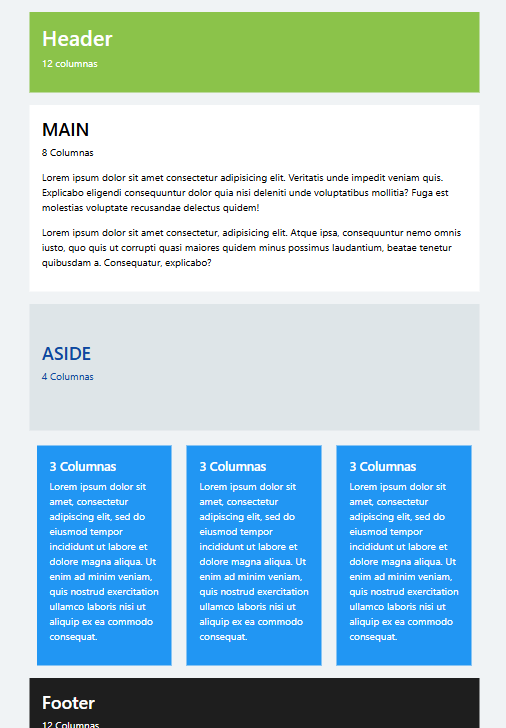 Header
12 columnas
MAIN
8 Columnas
Lorem ipsum dolor sit amet consectetur adipisicing elit. Veritatis unde impedit veniam quis.
Explicabo eligendi consequuntur dolor quia nisi deleniti unde voluptatibus mollitia? Fuga est
molestias voluptate recusandae delectus quidem!
Lorem ipsum dolor sit amet consectetur, adipisicing elit. Atque ipsa, consequuntur nemo omnis
iusto, quo quis ut corrupti quasi maiores quidem minus possimus laudantium, beatae tenetur
quibusdam a. Consequatur, explicabo?
ASIDE
4 Columnas
3 Columnas
Lorem ipsum dolor sit
amet, consectetur
adipiscing elit, sed do
eiusmod tempor
incididunt ut labore et
dolore magna aliqua. Ut
enim ad minim veniam,
quis nostrud exercitation
ullamco laboris nisi ut
aliquip ex ea commodo
consequat.
3 Columnas
Lorem ipsum dolor sit
amet, consectetur
adipiscing elit, sed do
eiusmod tempor
incididunt ut labore et
dolore magna aliqua. Ut
enim ad minim veniam,
quis nostrud exercitation
ullamco laboris nisi ut
aliquip ex ea commodo
consequat.
3 Columnas
Lorem ipsum dolor sit
amet, consectetur
adipiscing elit, sed do
eiusmod tempor
incididunt ut labore et
dolore magna aliqua. Ut
enim ad minim veniam,
quis nostrud exercitation
ullamco laboris nisi ut
aliquip ex ea commodo
consequat.
Footer
12 Columnas